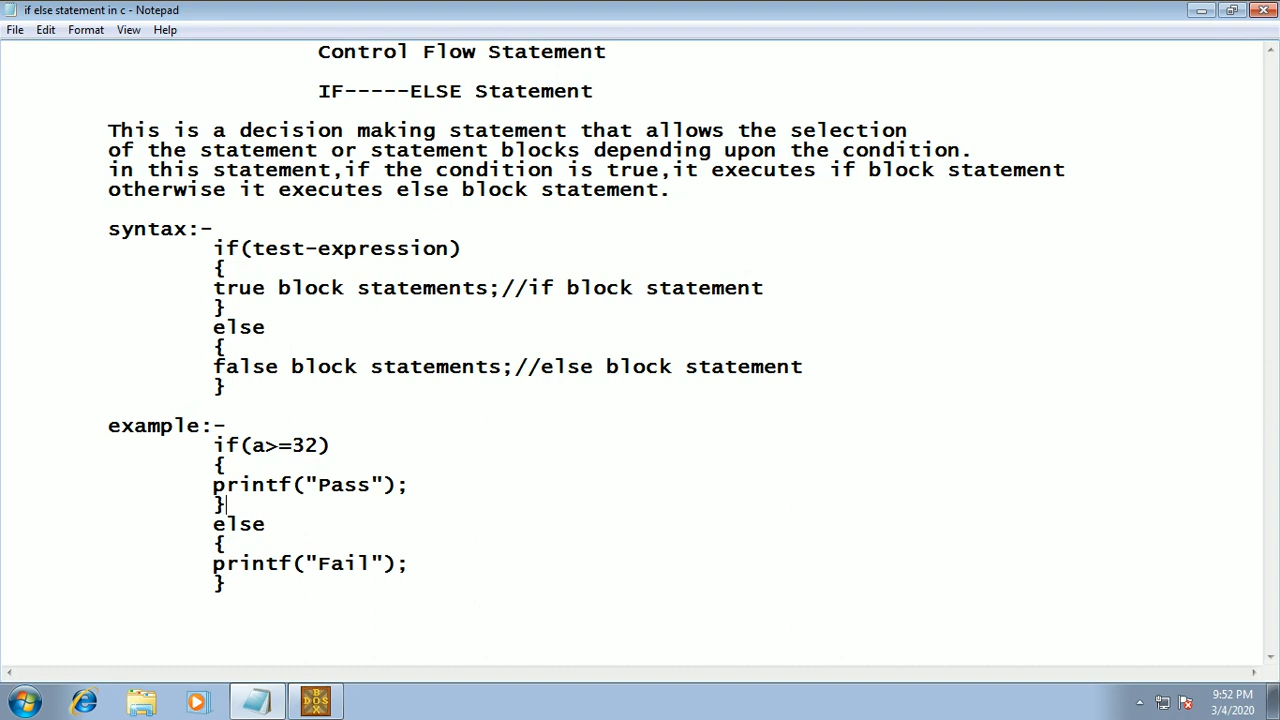 if else statement in c - Notepad
File Edit Format View Help
Control Flow Statement
IF-----ELSE Statement
This is a decision making statement that allows the selection
of the statement or statement blocks depending upon the condition.
in this statement,if the condition is true,it executes if block statement
otherwise it executes else block statement.
syntax:-
if(test-expression)
{
true block statements;//if block statement
}
else
{
false block statements;//else block statement
}
example:-
if(a>=32)
{
printf("Pass");
}
else
{
printf("Fail");
}
DOS
BOX
9:52 PM
3/4/2020